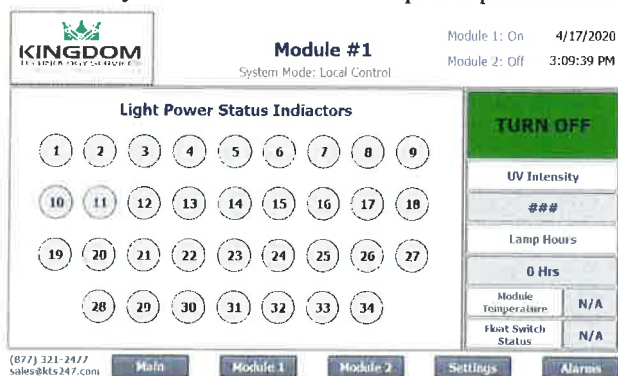 KINGDOM
TECHNOLOGY SERVICE
Module #1
System Mode: Local Control
Module 1: On 4/17/2020
Module 2: Off 3:09:39 PM
Light Power Status Indiactors
1 2 3 4 5 6 7 8 9
10 11 12 13 14 15 16 17 18
19 20 21 22 23 24 25 26 27
28 29 30 31 32 33 34
TURN OFF
UV Intensity
###
Lamp Hours
0 Hrs
Module
Temperature N/A
Float Switch
Status N/A
(877) 321-2477
sales@kts247.com
Main Module 1 Module 2 Settings Alarms